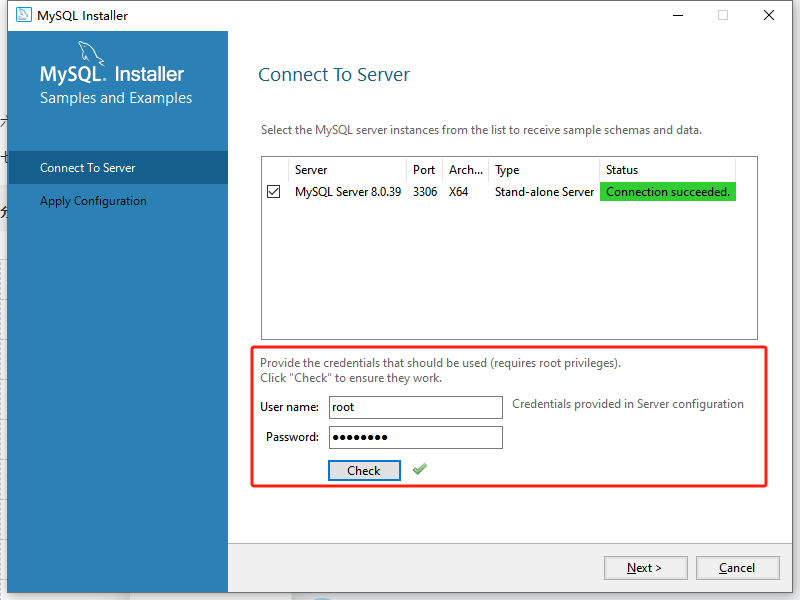 MySQL Installer
MySQL. Installer
Samples and Examples
Connect To Server
Apply Configuration
Connect To Server
Select the MySQL server instances from the list to receive sample schemas and data.
Server Port Arch... Type Status
MySQL Server 8.0.39 3306 X64 Stand-alone Server Connection succeeded.
Provide the credentials that should be used (requires root privileges).
Click "Check" to ensure they work.
User name: root Credentials provided in Server configuration
Password: ●●●●●●●●
Check
Next > Cancel